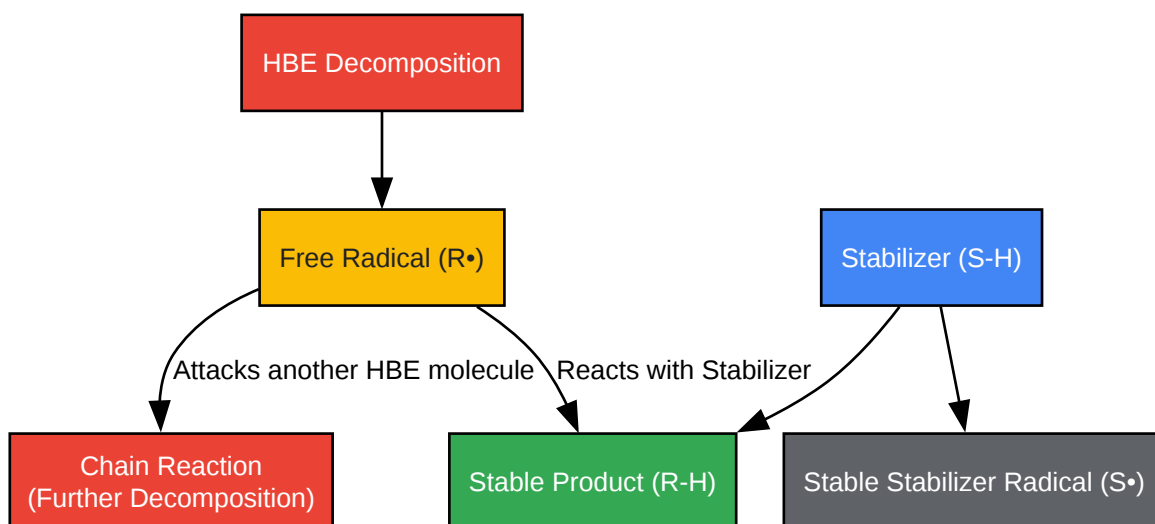 HBE Decomposition
Free Radical (R•)
Stabilizer (S-H)
Attacks another HBE molecule
Reacts with Stabilizer
Chain Reaction
(Further Decomposition)
Stable Product (R-H)
Stable Stabilizer Radical (S•)